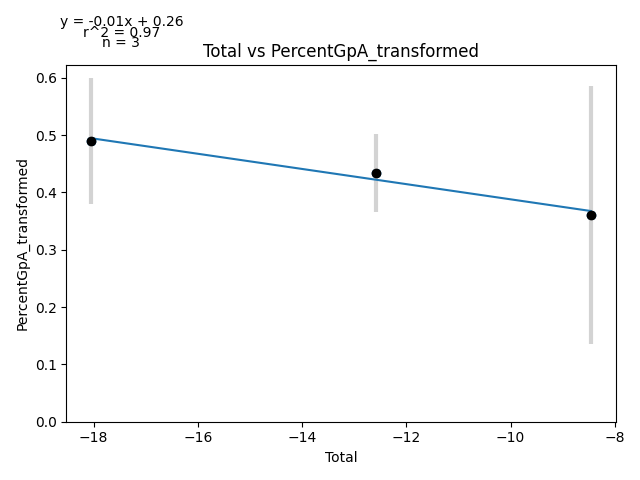 y = -0.01x + 0.26
r^2 = 0.97
n = 3
Total vs PercentGpA_transformed
PercentGpA_transformed
0.6
0.5
0.4
0.3
0.2
0.1
0.0
−18 −16 −14 −12 −10 −8
Total